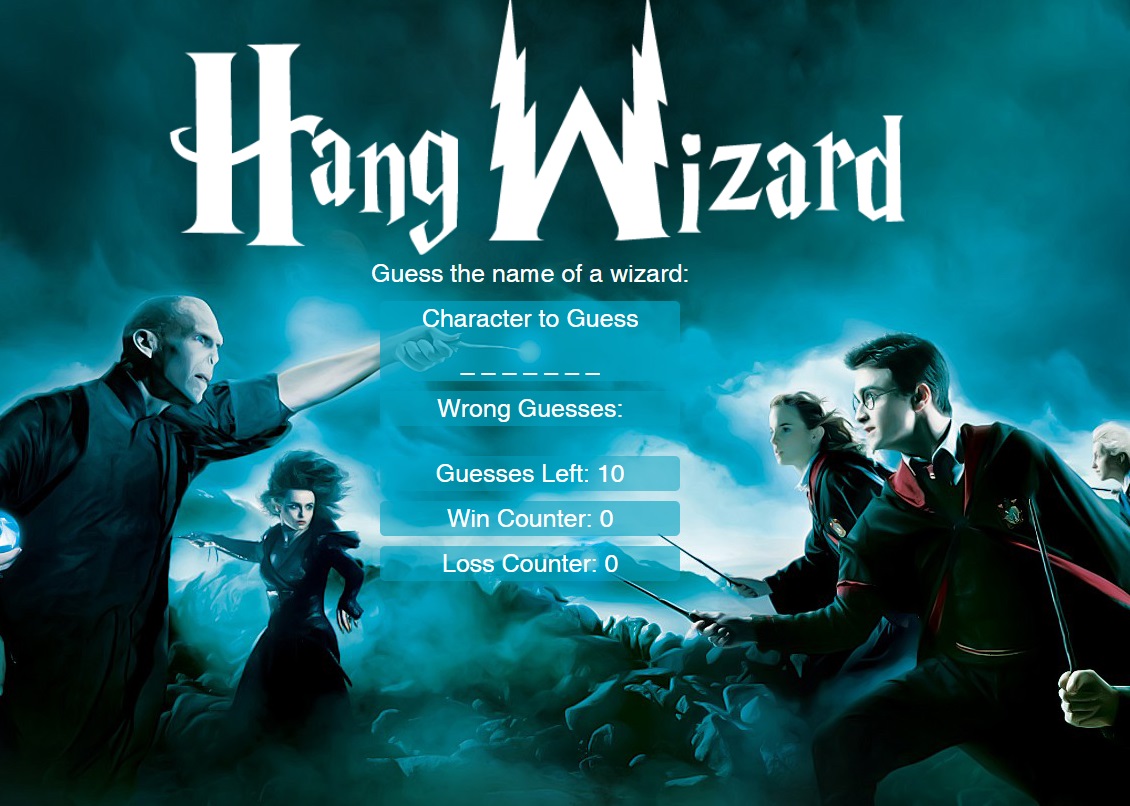 Hang Wizard
Guess the name of a wizard:
Character to Guess
_ _ _ _ _ _ _
Wrong Guesses:
Guesses Left: 10
Win Counter: 0
Loss Counter: 0